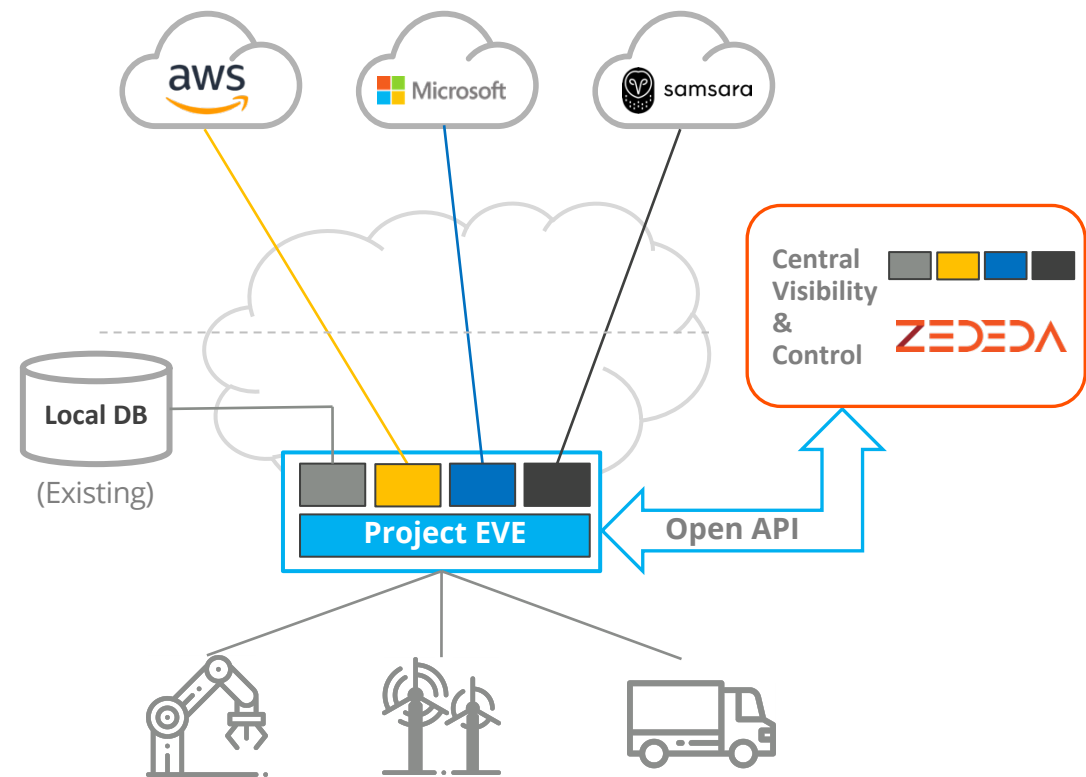 aws
Microsoft
samsara
Central
Visibility
&
Control
ZEDEDA
Local DB
(Existing)
Project EVE
Open API